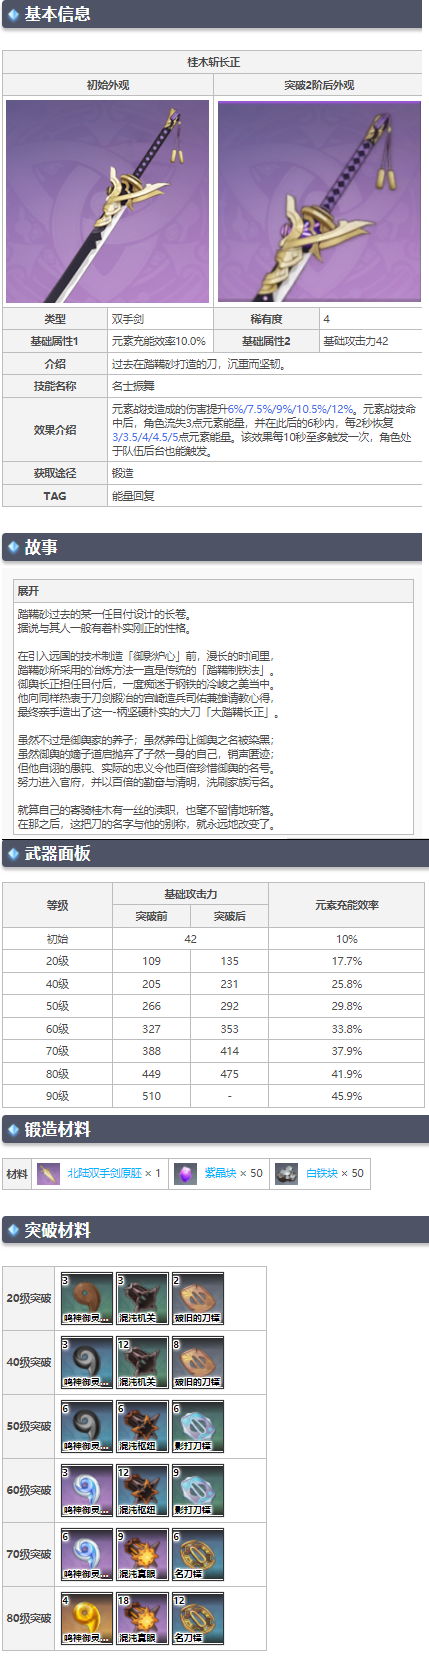 基本信息
桂木斩长正
初始外观 突破2阶后外观
类型 双手剑 稀有度 4
基础属性1 元素充能效率10.0% 基础属性2 基础攻击力42
介绍 过去在踏鞴砂打造的刀，沉重而坚韧。
技能名称 名士振舞
效果介绍 元素战技造成的伤害提升6%/7.5%/9%/10.5%/12%。元素战技命
中后，角色流失3点元素能量，并在此后的6秒内，每2秒恢复
3/3.5/4/4.5/5点元素能量。该效果每10秒至多触发一次，角色处
于队伍后台也能触发。
获取途径 锻造
TAG 能量回复
故事
展开
踏鞴砂过去的某一任目付设计的长卷。
据说与其人一般有着朴实刚正的性格。
在引入远国的技术制造「御影炉心」前，漫长的时间里，
踏鞴砂所采用的冶炼方法一直是传统的「踏鞴制铁法」。
御舆长正担任目付后，一度痴迷于钢铁的冷峻之美当中。
他向同样热衷于刀剑锻冶的宫崎造兵司佑兼雄请教心得，
最终亲手造出了这一-柄坚硬朴实的大刀「大踏鞴长正」。
虽然不过是御舆家的养子；虽然养母让御舆之名被染黑；
虽然御舆的嫡子道启抛弃了孑然一身的自己，销声匿迹；
但他自诩的愚钝、实际的忠义令他百倍珍惜御舆的名号。
努力进入官府，并以百倍的勤奋与清明，洗刷家族污名。
就算自己的寄骑桂木有一丝的渎职，也毫不留情地斩落。
在那之后，这把刀的名字与他的别称，就永远地改变了。
武器面板
等级 基础攻击力 元素充能效率
突破前 突破后
初始 42 10%
20级 109 135 17.7%
40级 205 231 25.8%
50级 266 292 29.8%
60级 327 353 33.8%
70级 388 414 37.9%
80级 449 475 41.9%
90级 510 - 45.9%
锻造材料
材料 北陆双手剑原胚 × 1 紫晶块 × 50 白铁块 × 50
突破材料
20级突破 3 鸣神御灵... 3 混沌机关 2 破旧的刀镡
40级突破 3 鸣神御灵... 12 混沌机关 8 破旧的刀镡
50级突破 6 鸣神御灵... 6 混沌枢纽 6 影打刀镡
60级突破 3 鸣神御灵... 12 混沌枢纽 9 影打刀镡
70级突破 6 鸣神御灵... 9 混沌真眼 6 名刀镡
80级突破 4 鸣神御灵... 18 混沌真眼 12 名刀镡